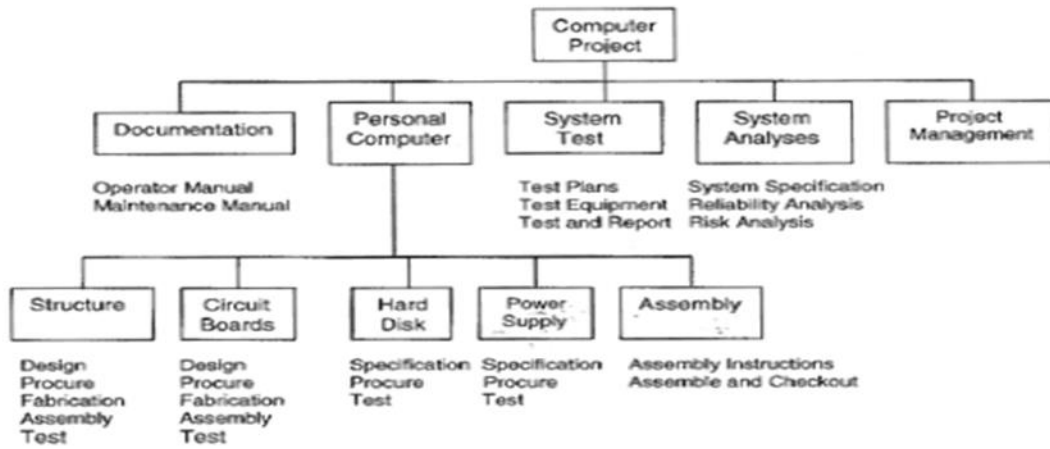 Computer
Project
Documentation
Personal
Computer
System
Test
System
Analyses
Project
Management
Operator Manual
Maintenance Manual
Test Plans
Test Equipment
Test and Report
System Specification
Reliability Analysis
Risk Analysis
Structure
Circuit
Boards
Hard
Disk
Power
Supply
Assembly
Design
Procure
Fabrication
Assembly
Test
Design
Procure
Fabrication
Assembly
Test
Specification
Procure
Test
Specification
Procure
Test
Assembly Instructions
Assemble and Checkout